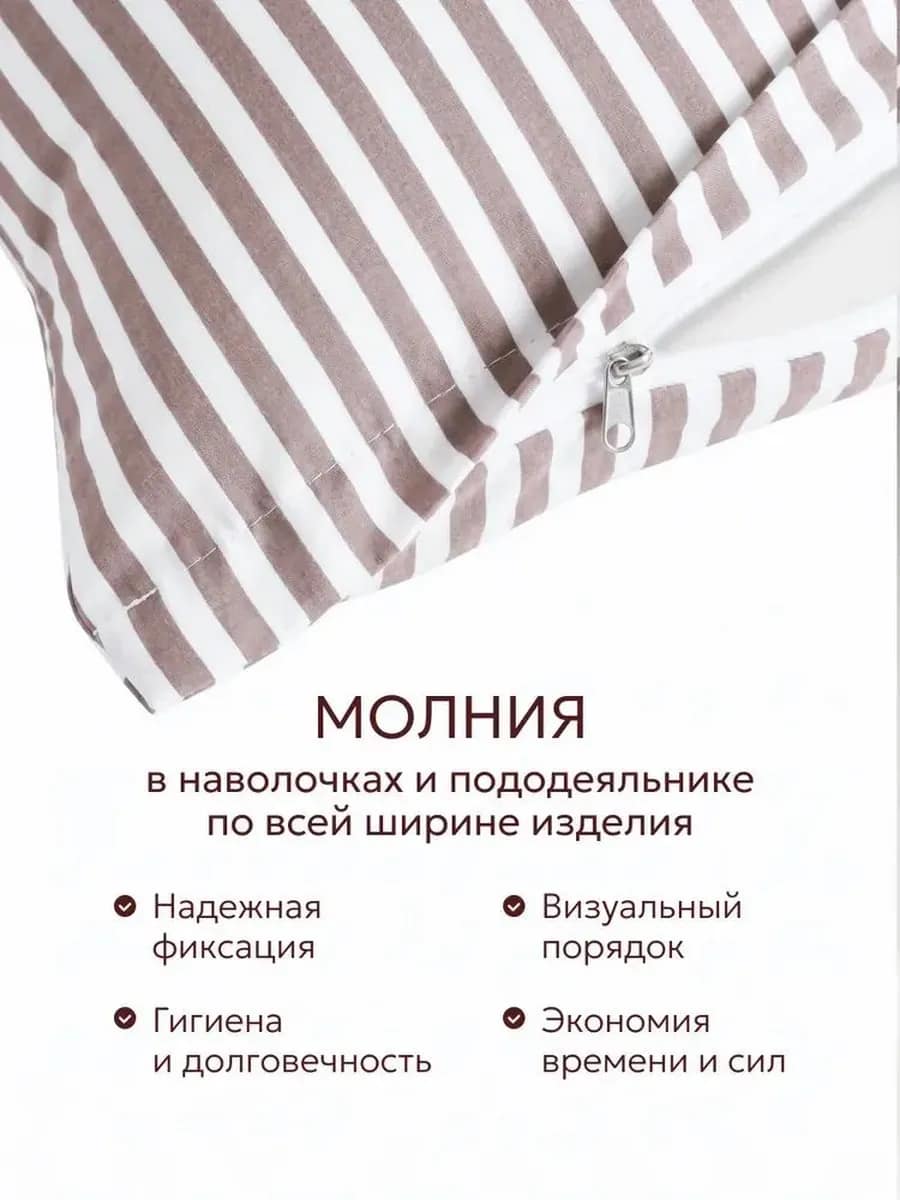 МОЛНИЯ
в наволочках и пододеяльнике
по всей ширине изделия
Надежная
фиксация
Визуальный
порядок
Гигиена
и долговечность
Экономия
времени и сил